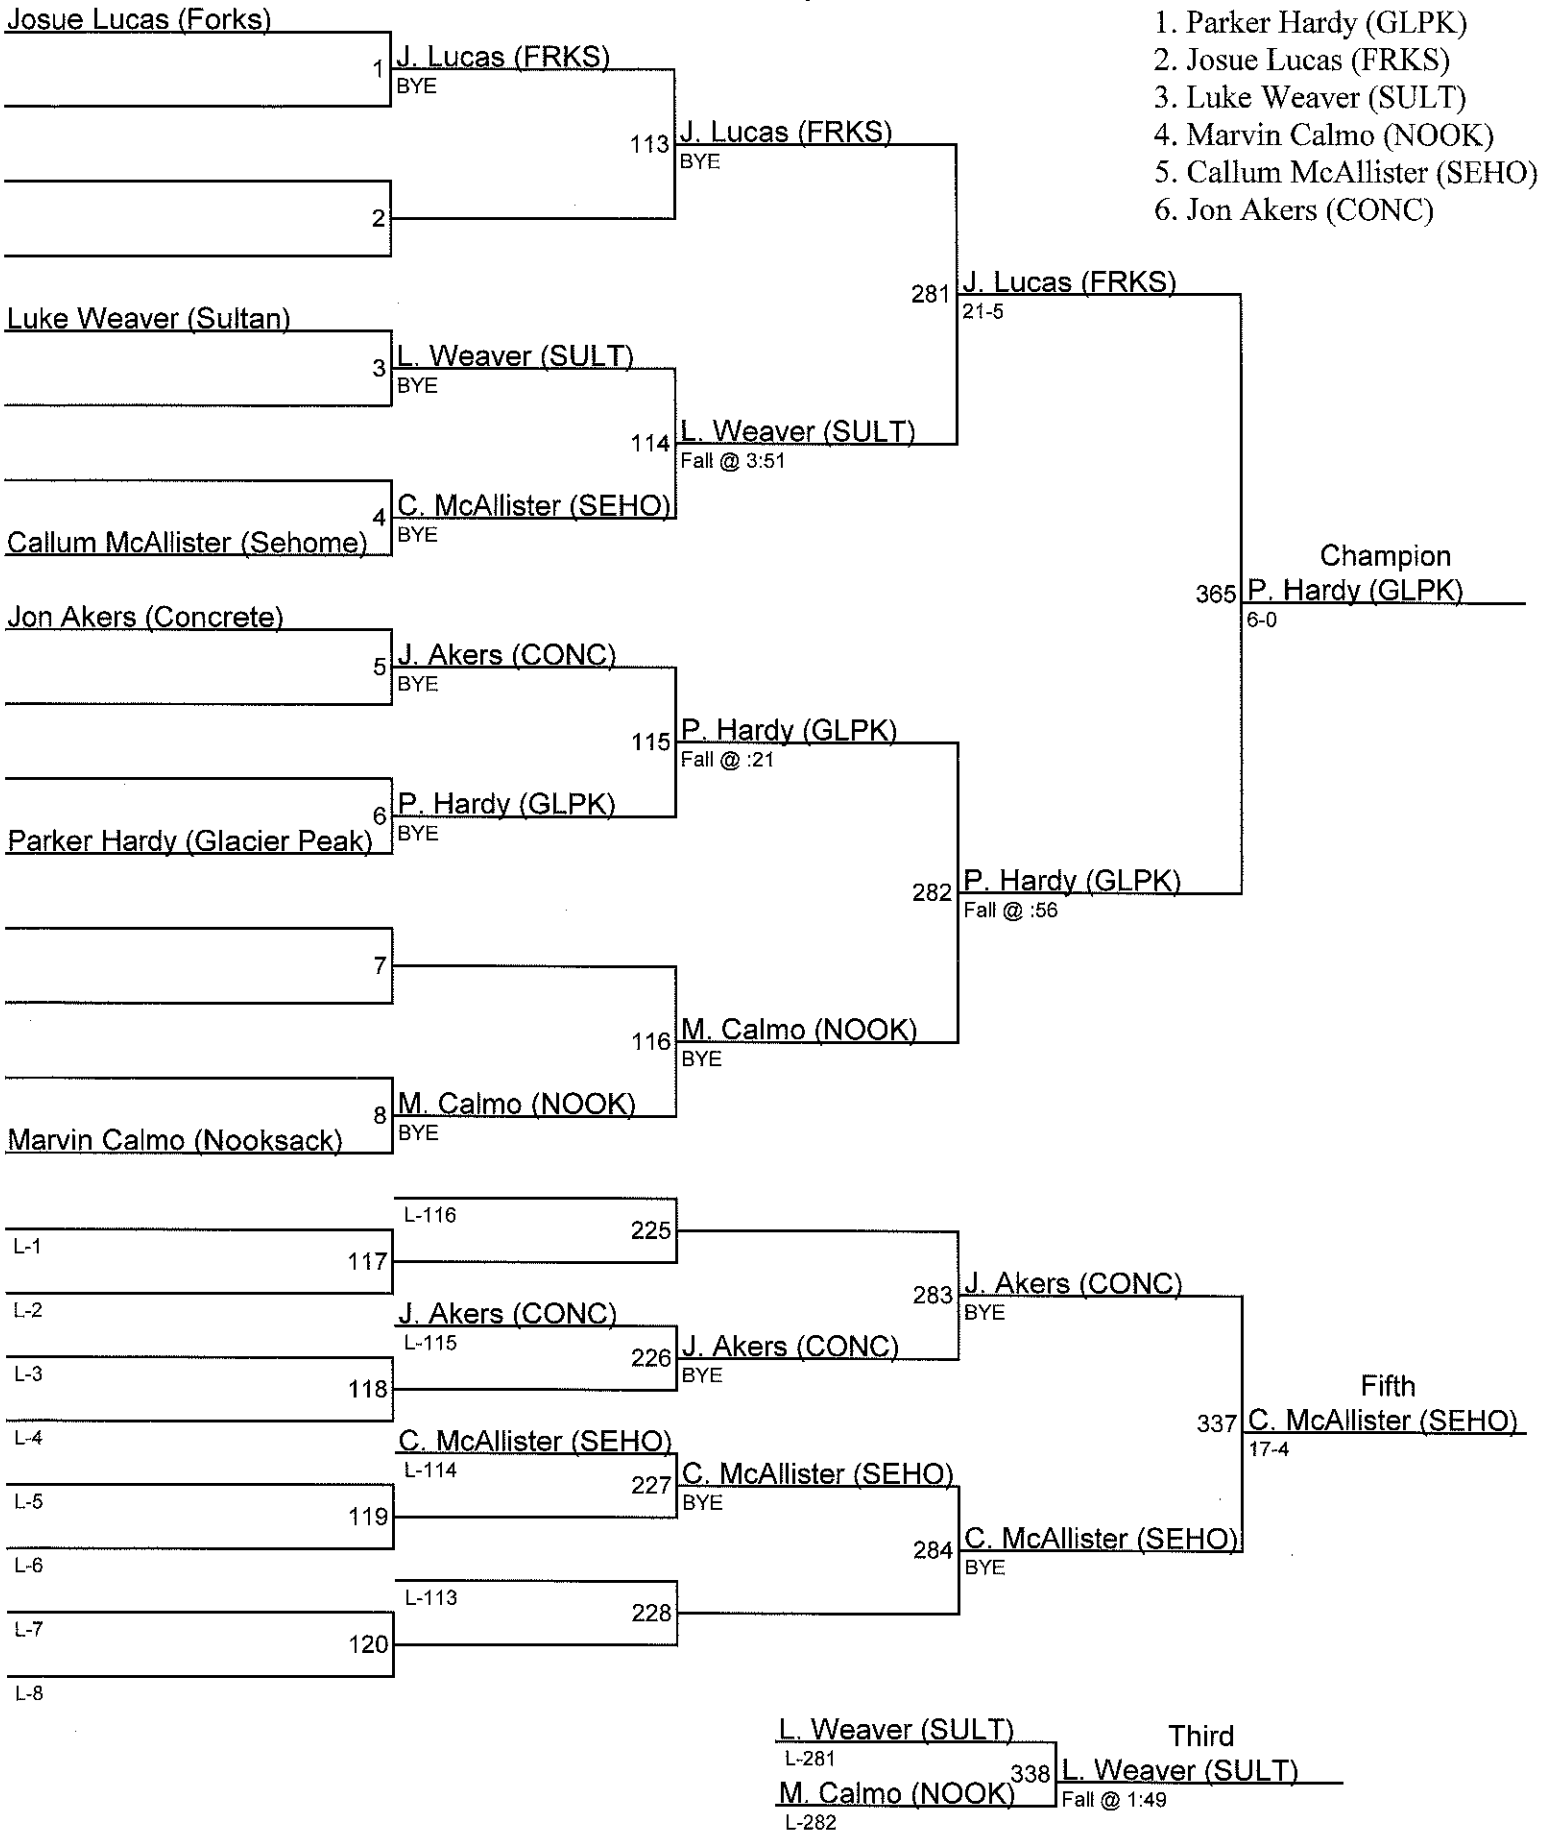 Josue Lucas (Forks)
1 J. Lucas (FRKS)
BYE
113 J. Lucas (FRKS)
BYE
2
1. Parker Hardy (GLPK)
2. Josue Lucas (FRKS)
3. Luke Weaver (SULT)
4. Marvin Calmo (NOOK)
5. Callum McAllister (SEHO)
6. Jon Akers (CONC)
281 J. Lucas (FRKS)
21-5
Luke Weaver (Sultan)
3 L. Weaver (SULT)
BYE
114 L. Weaver (SULT)
Fall @ 3:51
4 C. McAllister (SEHO)
BYE
Callum McAllister (Sehome)
Champion
365 P. Hardy (GLPK)
6-0
Jon Akers (Concrete)
5 J. Akers (CONC)
BYE
115 P. Hardy (GLPK)
Fall @ :21
6 P. Hardy (GLPK)
BYE
Parker Hardy (Glacier Peak)
282 P. Hardy (GLPK)
Fall @ :56
7
116 M. Calmo (NOOK)
BYE
8 M. Calmo (NOOK)
BYE
Marvin Calmo (Nooksack)
L-116
225
L-1
117
L-2
283 J. Akers (CONC)
BYE
J. Akers (CONC)
L-115
226 J. Akers (CONC)
BYE
L-3
118
L-4
Fifth
337 C. McAllister (SEHO)
17-4
C. McAllister (SEHO)
L-114
227 C. McAllister (SEHO)
BYE
L-5
119
L-6
284 C. McAllister (SEHO)
BYE
L-113
228
L-7
120
L-8
L. Weaver (SULT)
L-281
Third
338 L. Weaver (SULT)
Fall @ 1:49
M. Calmo (NOOK)
L-282